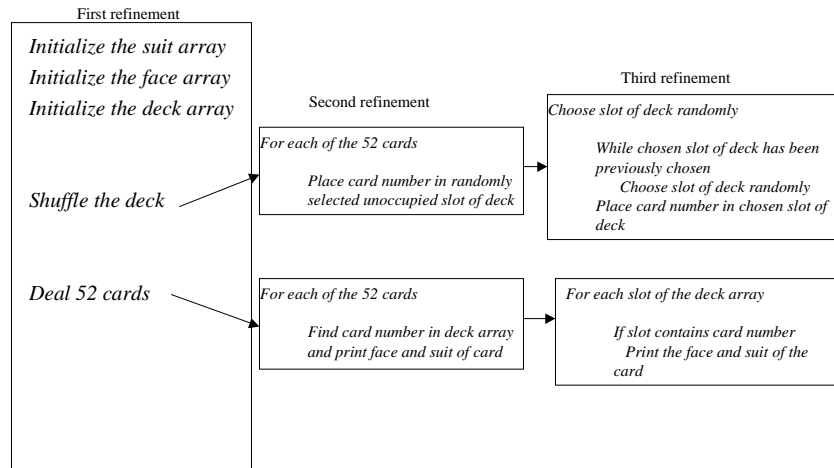 First refinement
Initialize the suit array
Initialize the face array
Initialize the deck array
Shuffle the deck
Deal 52 cards
Second refinement
For each of the 52 cards
Place card number in randomly
selected unoccupied slot of deck
For each of the 52 cards
Find card number in deck array
and print face and suit of card
Third refinement
Choose slot of deck randomly
While chosen slot of deck has been
previously chosen
Choose slot of deck randomly
Place card number in chosen slot of
deck
For each slot of the deck array
If slot contains card number
Print the face and suit of the
card